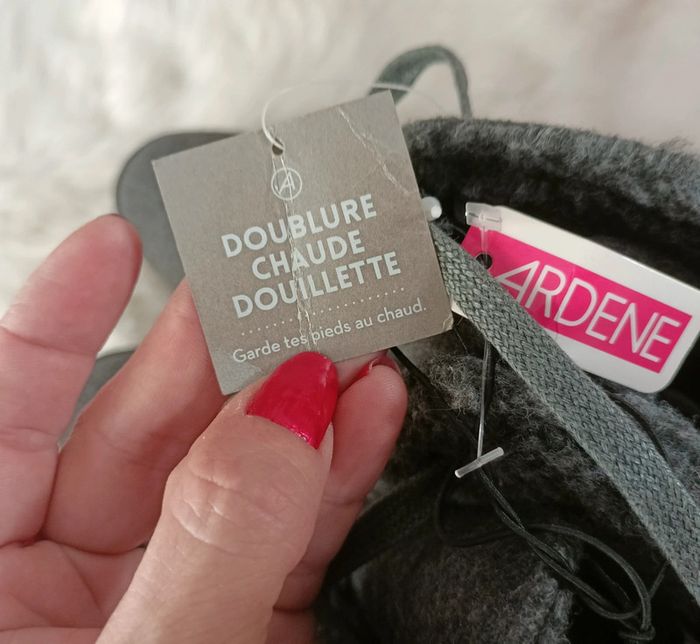 DOUBLURE
CHAUDE
DOUILLETTE
Garde tes pieds au chaud.
ARDENE